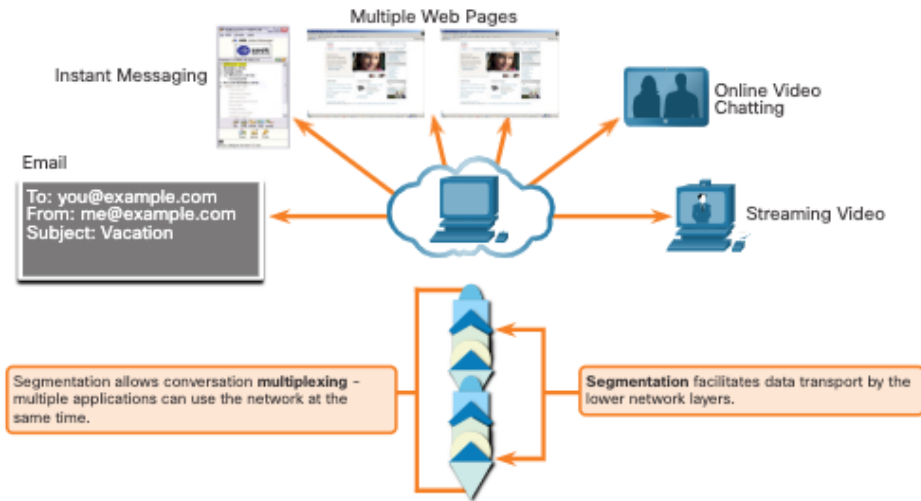 Multiple Web Pages
Instant Messaging
Online Video
Chatting
Email
To: you@example.com
From: me@example.com
Subject: Vacation
Streaming Video
Segmentation allows conversation multiplexing –
multiple applications can use the network at the
same time.
Segmentation facilitates data transport by the
lower network layers.